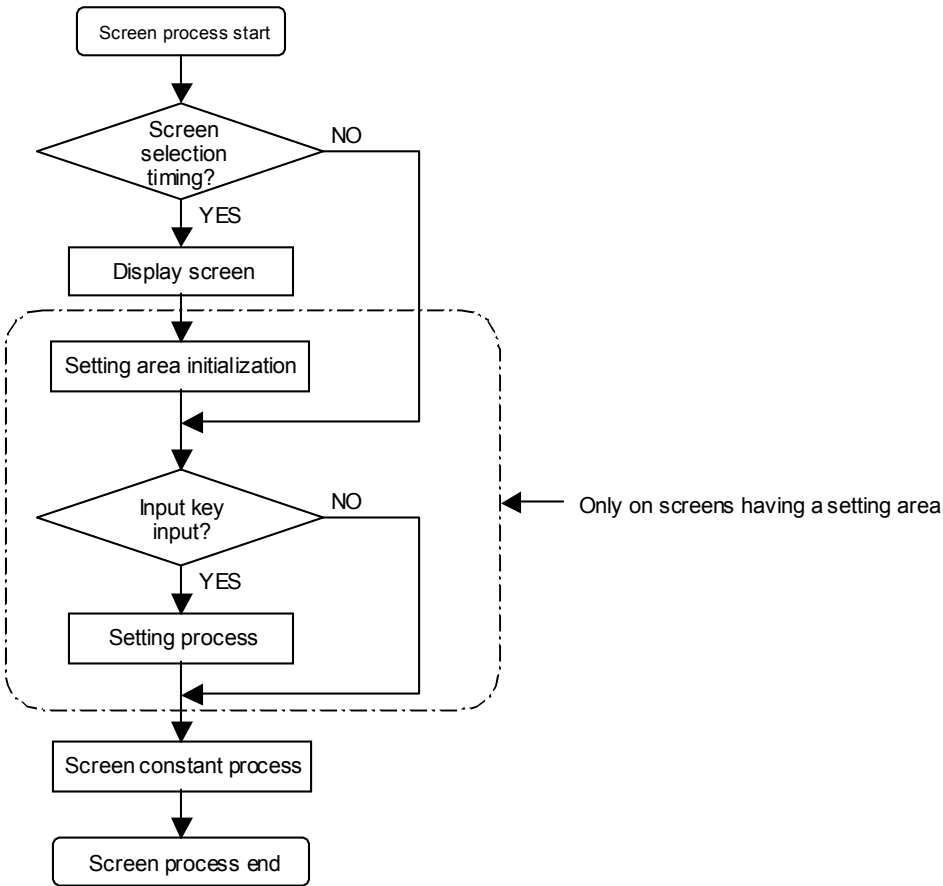 Screen process start
Screen
selection
timing?
NO
YES
Display screen
Setting area initialization
Input key
input?
NO
Only on screens having a setting area
YES
Setting process
Screen constant process
Screen process end